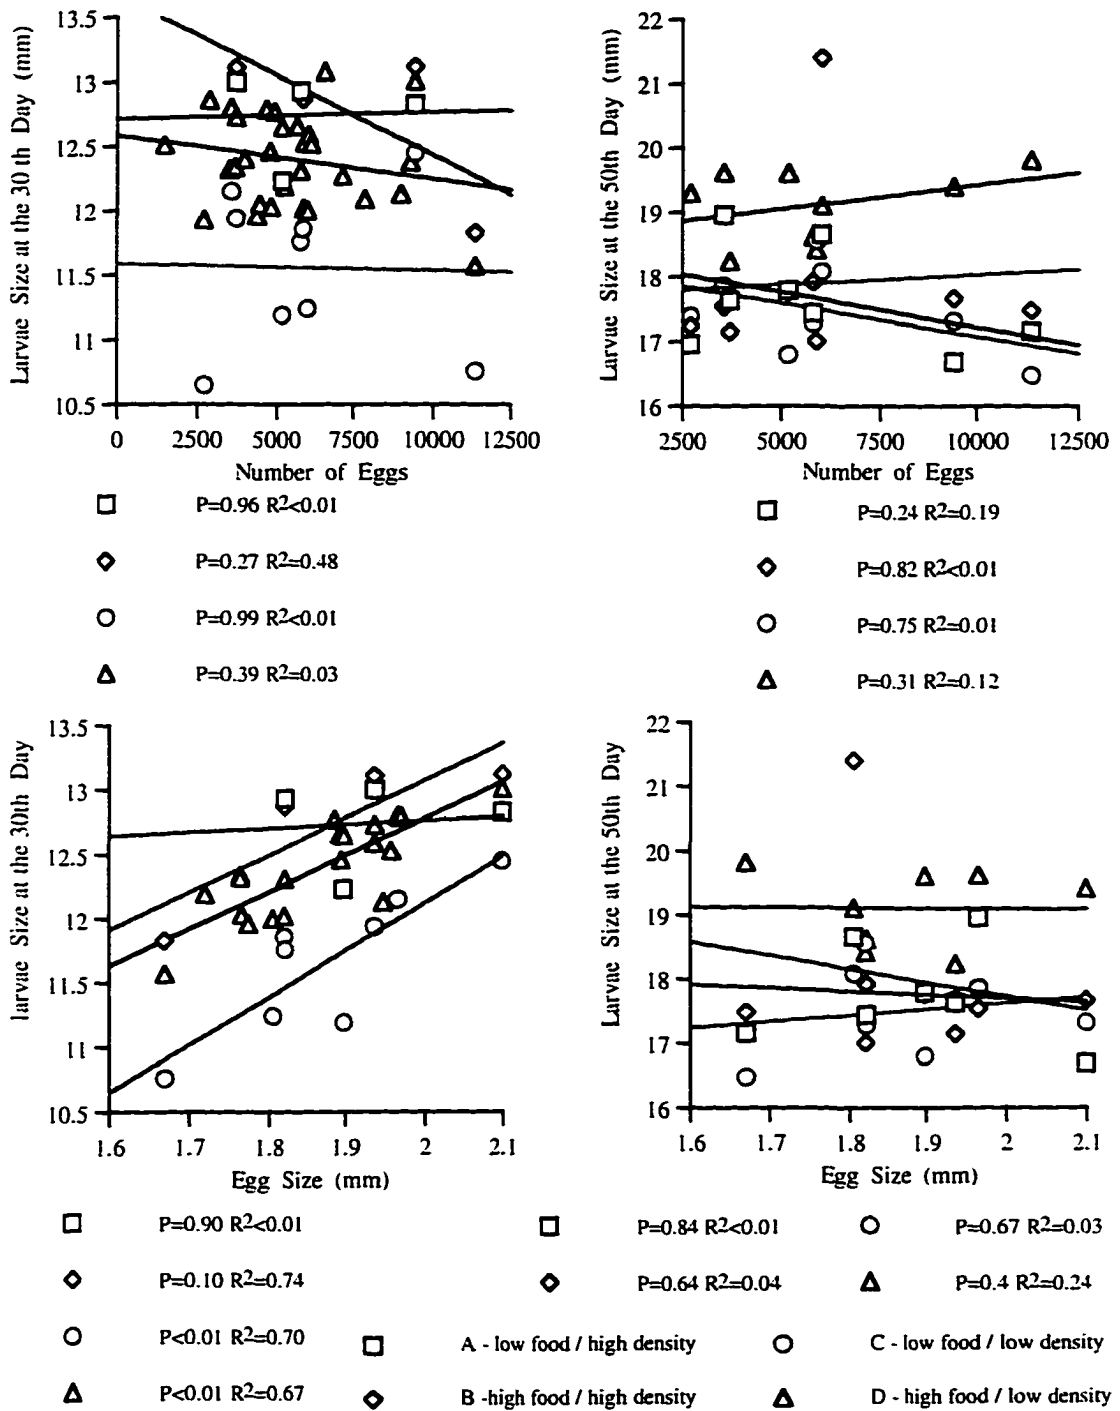 Larvae Size at the 30 th Day (mm)
13.5
13
12.5
12
11.5
11
10.5
0 2500 5000 7500 10000 12500
Number of Eggs
P=0.96 R2<0.01
P=0.27 R2=0.48
P=0.99 R2<0.01
P=0.39 R2=0.03
Larvae Size at the 50th Day (mm)
22
21
20
19
18
17
16
2500 5000 7500 10000 12500
Number of Eggs
P=0.24 R2=0.19
P=0.82 R2<0.01
P=0.75 R2=0.01
P=0.31 R2=0.12
larvae Size at the 30th Day
13.5
13
12.5
12
11.5
11
10.5
1.6 1.7 1.8 1.9 2 2.1
Egg Size (mm)
P=0.90 R2<0.01
P=0.10 R2=0.74
P<0.01 R2=0.70
P<0.01 R2=0.67
Larvae Size at the 50th Day
22
21
20
19
18
17
16
1.6 1.7 1.8 1.9 2 2.1
Egg Size (mm)
P=0.84 R2<0.01
P=0.64 R2=0.04
P=0.67 R2=0.03
P=0.4 R2=0.24
A - low food / high density
B -high food / high density
C - low food / low density
D - high food / low density